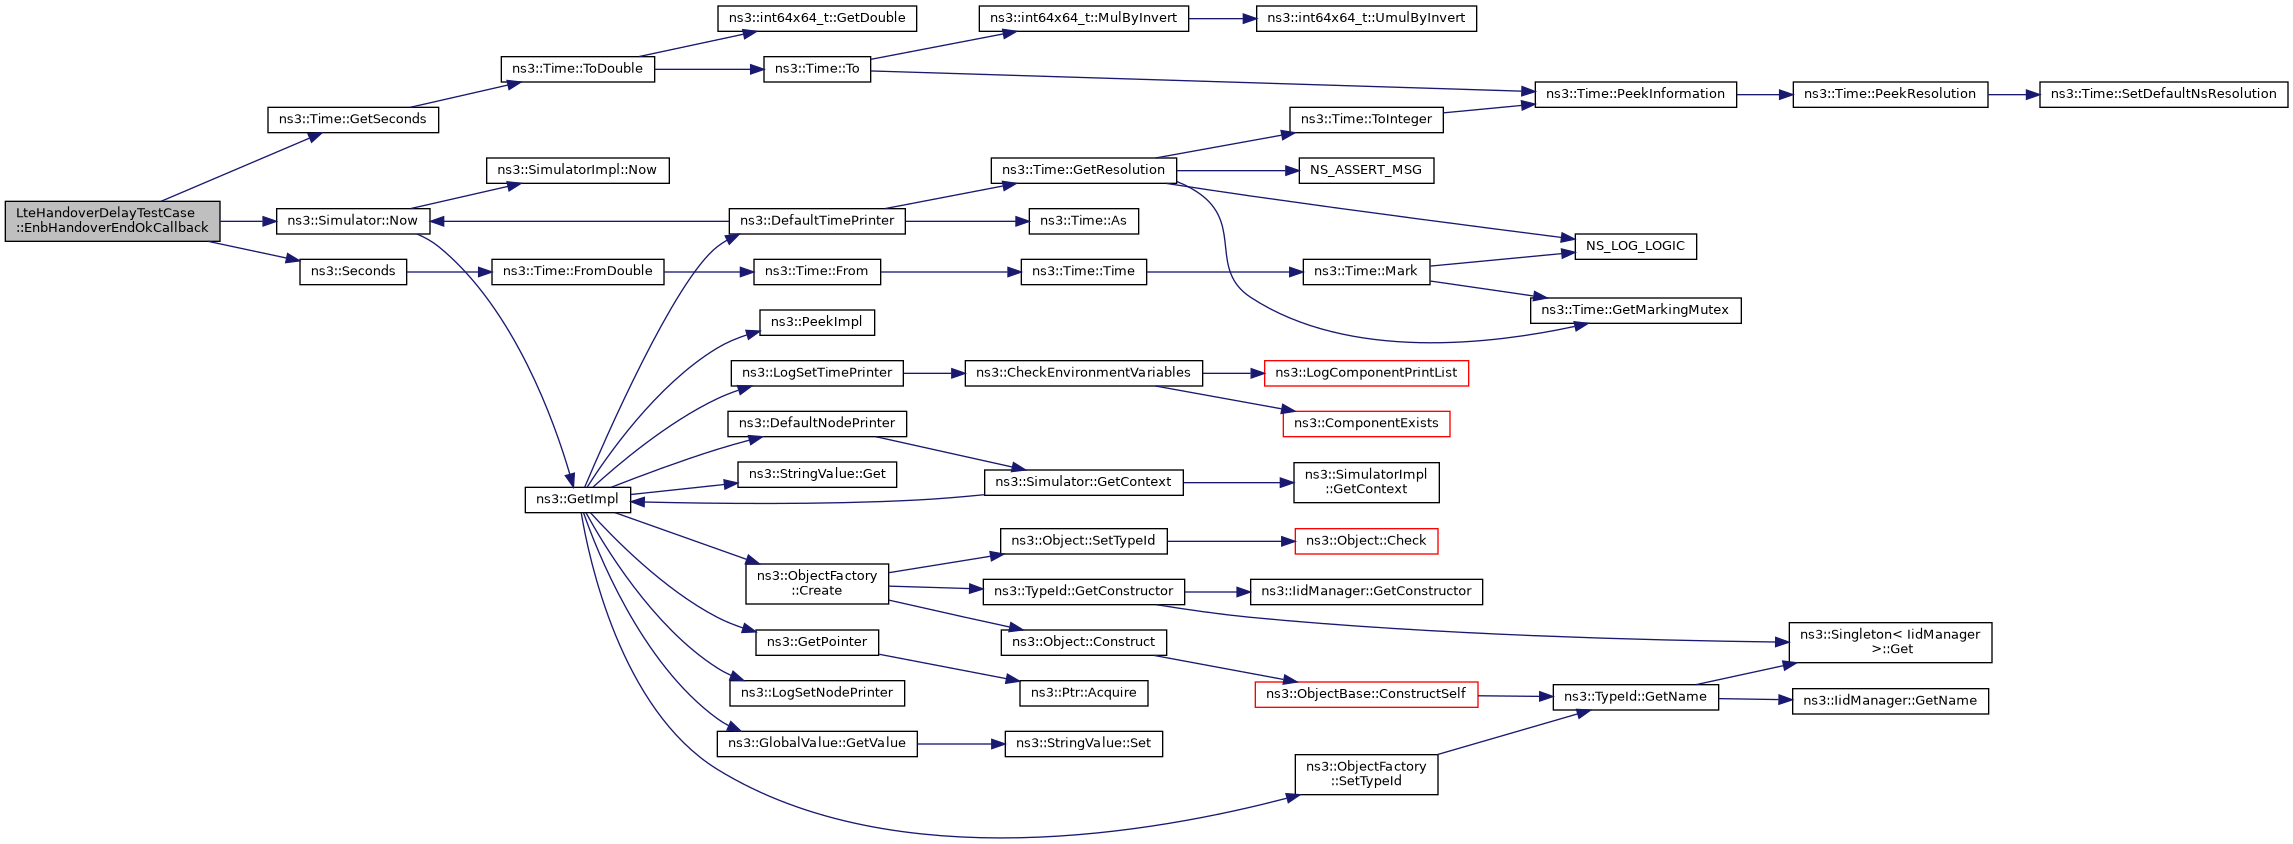 ns3::int64x64_t::GetDouble
ns3::int64x64_t::MulByInvert
ns3::int64x64_t::UmulByInvert
ns3::Time::ToDouble
ns3::Time::To
ns3::Time::PeekInformation
ns3::Time::PeekResolution
ns3::Time::SetDefaultNsResolution
ns3::Time::GetSeconds
ns3::Time::ToInteger
ns3::SimulatorImpl::Now
ns3::Time::GetResolution
NS_ASSERT_MSG
LteHandoverDelayTestCase
::EnbHandoverEndOkCallback
ns3::Simulator::Now
ns3::DefaultTimePrinter
ns3::Time::As
NS_LOG_LOGIC
ns3::Seconds
ns3::Time::FromDouble
ns3::Time::From
ns3::Time::Time
ns3::Time::Mark
ns3::Time::GetMarkingMutex
ns3::PeekImpl
ns3::LogSetTimePrinter
ns3::CheckEnvironmentVariables
ns3::LogComponentPrintList
ns3::DefaultNodePrinter
ns3::ComponentExists
ns3::StringValue::Get
ns3::Simulator::GetContext
ns3::SimulatorImpl
::GetContext
ns3::GetImpl
ns3::Object::SetTypeId
ns3::Object::Check
ns3::ObjectFactory
::Create
ns3::TypeId::GetConstructor
ns3::IidManager::GetConstructor
ns3::GetPointer
ns3::Object::Construct
ns3::Singleton< IidManager
>::Get
ns3::LogSetNodePrinter
ns3::Ptr::Acquire
ns3::ObjectBase::ConstructSelf
ns3::TypeId::GetName
ns3::IidManager::GetName
ns3::GlobalValue::GetValue
ns3::StringValue::Set
ns3::ObjectFactory
::SetTypeId